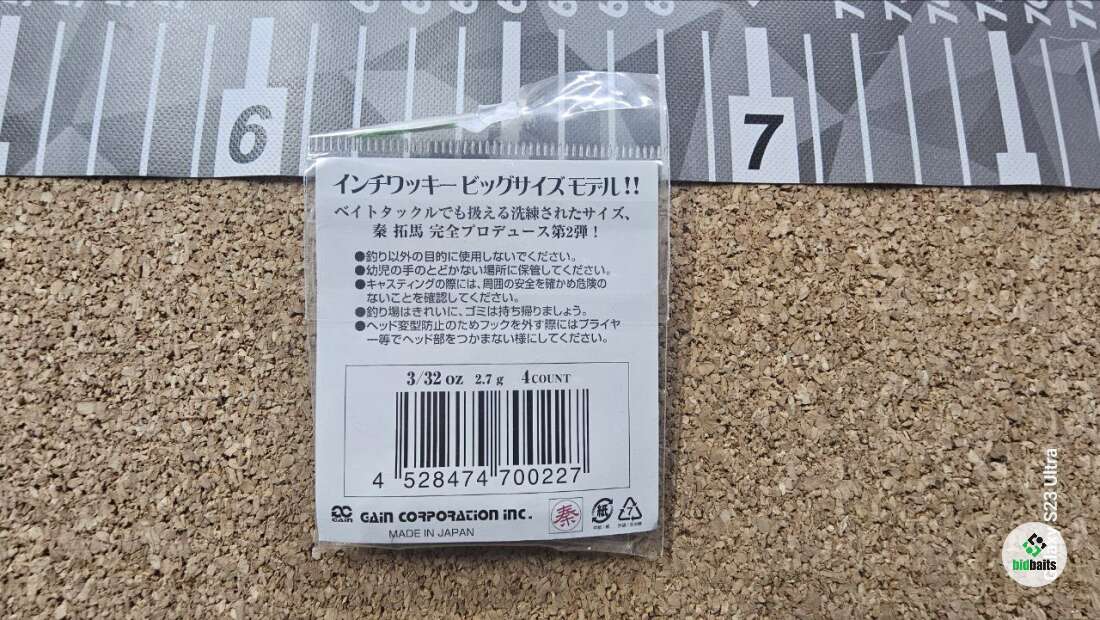 6
7
インチワッキー ビッグサイズ モデル!!
ベイトタックルでも扱える洗練されたサイズ、
秦 拓馬 完全プロデュース第2弾!
●釣り以外の目的に使用しないでください。
●幼児の手のとどかない場所に保管してください。
●キャスティングの際には、周囲の安全を確かめ危険の
ないことを確認してください。
●釣り場はきれいに、ゴミは持ち帰りましょう。
●ヘッド変型防止のためフックを外す際にはプライヤ
ー等でヘッド部をつかまない様にしてください。
3/32 oz 2.7 g 4 COUNT
4 528474 700227
GAIN GAIN CORPORATION INC. 秦 紙 7
MADE IN JAPAN
S23 Ultra
bidbaits